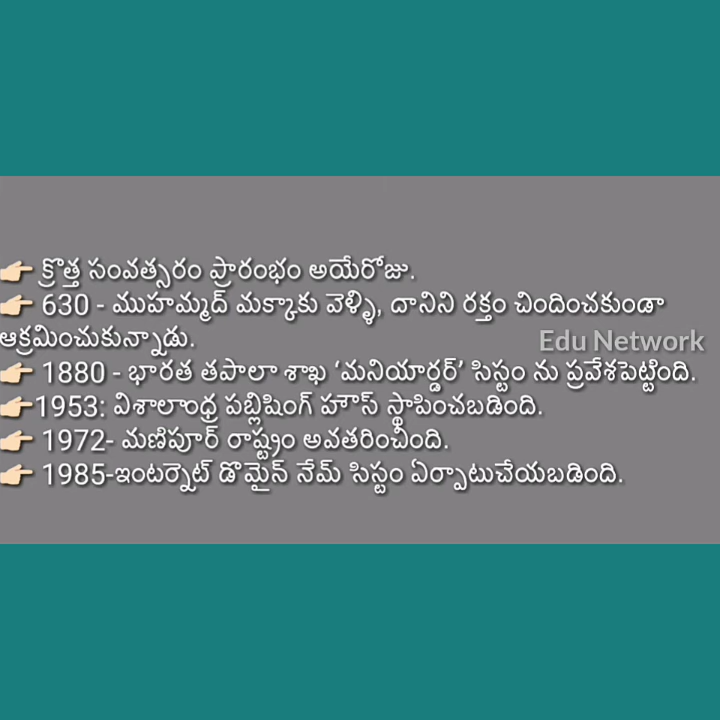 👉🏻 క్రొత్త సంవత్సరం ప్రారంభం అయేరోజు.
👉🏻 630 - ముహమ్మద్ మక్కాకు వెళ్ళి, దానిని రక్తం చిందించకుండా
ఆక్రమించుకున్నాడు.
Edu Network
👉🏻 1880 - భారత తపాలా శాఖ ‘మనియార్డర్’ సిస్టం ను ప్రవేశపెట్టింది.
👉🏻1953: విశాలాంధ్ర పబ్లిషింగ్ హౌస్ స్థాపించబడింది.
👉🏻 1972- మణిపూర్ రాష్ట్రం అవతరించింది.
👉🏻 1985-ఇంటర్నెట్ డొమైన్ నేమ్ సిస్టం ఏర్పాటుచేయబడింది.